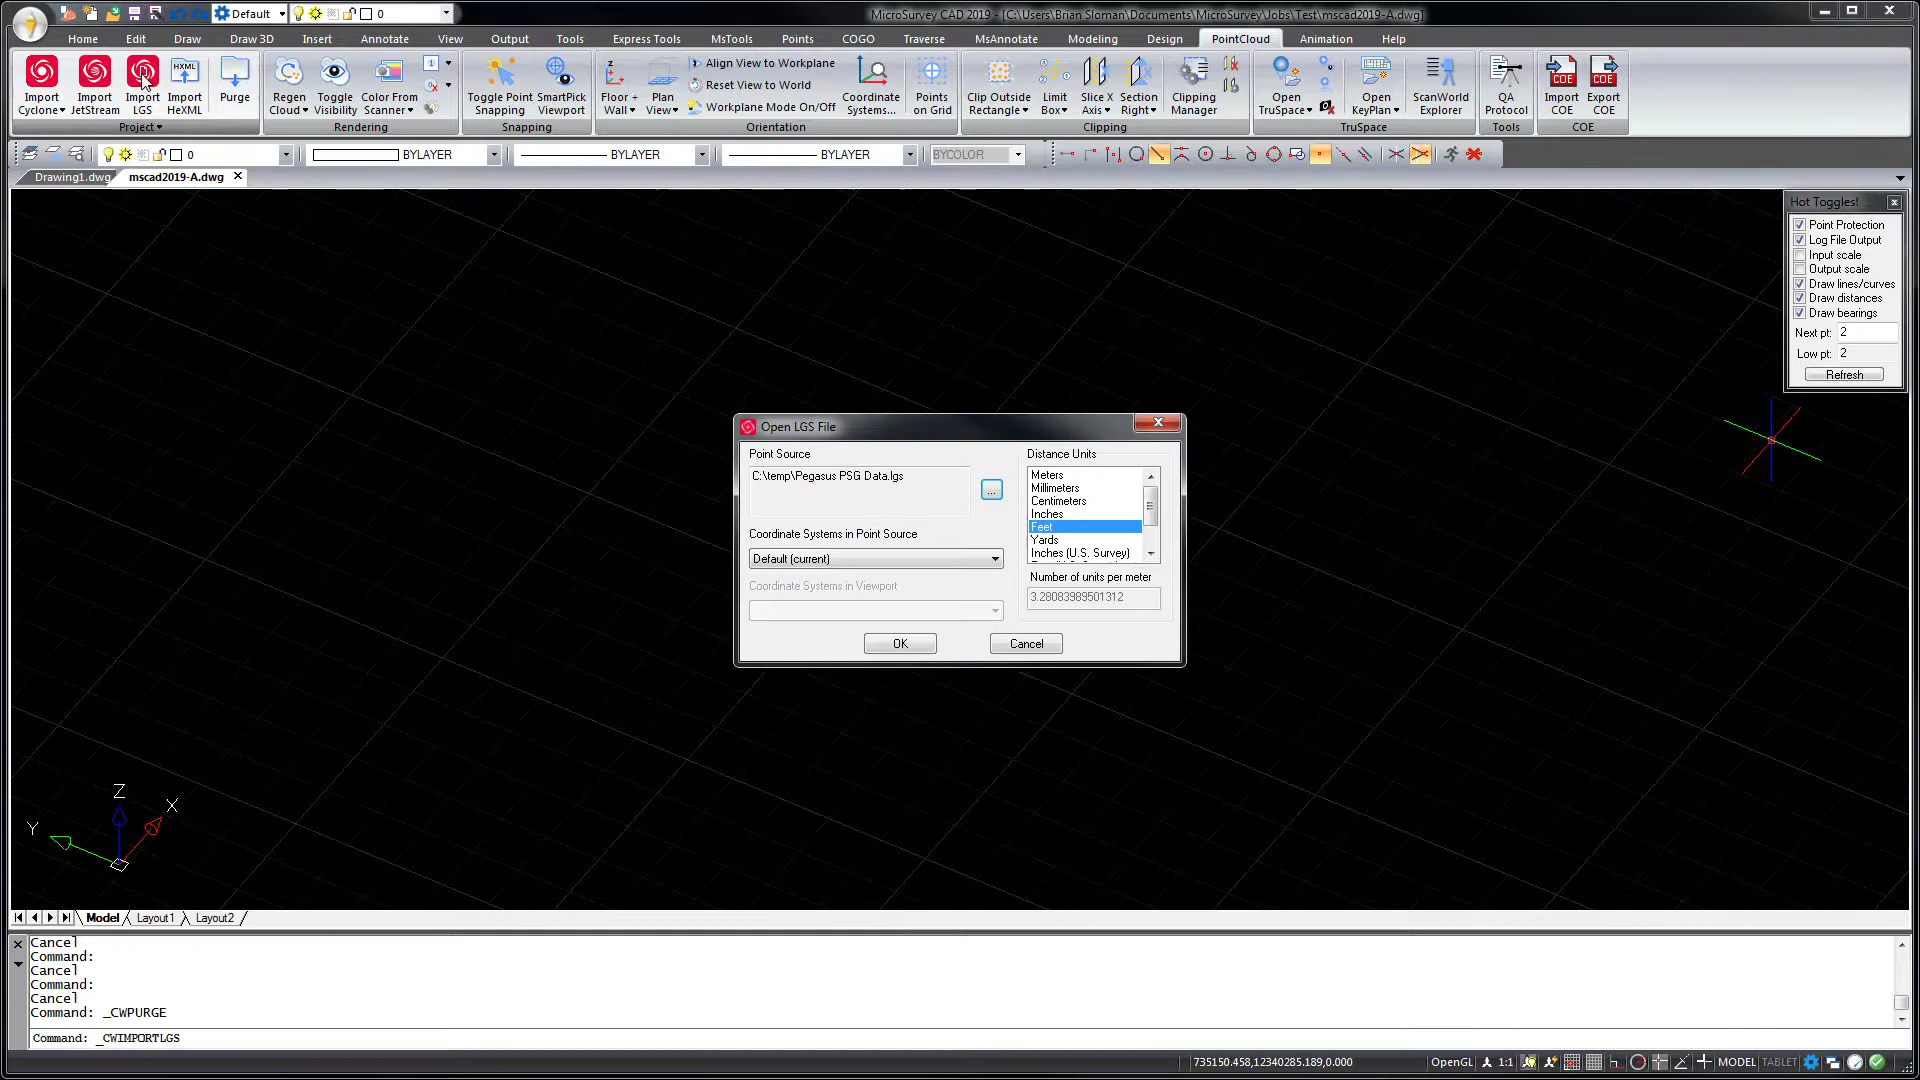 Default
0
MicroSurvey CAD 2019 - [C:\Users\Brian Sloman\Documents\MicroSurvey\Jobs\Test\mscad2019-A.dwg]
Home Edit Draw Draw 3D Insert Annotate View Output Tools Express Tools MsTools Points COGO Traverse MsAnnotate Modeling Design PointCloud Animation Help
Import Cyclone
Import JetStream
Import LGS
HXML
Import HeXML
Purge
Project
Regen Cloud
Toggle Visibility
Color From Scanner
1
Rendering
Toggle Point Snapping
SmartPick Viewport
Snapping
Floor + Wall
Plan View
Align View to Workplane
Reset View to World
Workplane Mode On/Off
Coordinate Systems...
Points on Grid
Orientation
Clip Outside Rectangle
Limit Box
Slice X Axis
Section Right
Clipping Manager
Clipping
Open TruSpace
Open KeyPlan
ScanWorld Explorer
TruSpace
QA Protocol
Tools
COE
Import COE
COE
Export COE
COE
0
BYLAYER
BYLAYER
BYLAYER
BYCOLOR
Drawing1.dwg mscad2019-A.dwg
Hot Toggles!
Point Protection
Log File Output
Input scale
Output scale
Draw lines/curves
Draw distances
Draw bearings
Next pt: 2
Low pt: 2
Refresh
Open LGS File
Point Source
C:\temp\Pegasus PSG Data.lgs
...
Coordinate Systems in Point Source
Default (current)
Coordinate Systems in Viewport
Distance Units
Meters
Millimeters
Centimeters
Inches
Feet
Yards
Inches (U.S. Survey)
Number of units per meter
3.28083989501312
OK
Cancel
Z
X
Y
Model Layout1 Layout2
Cancel
Command:
Cancel
Command:
Cancel
Command: _CWPURGE
Command: _CWIMPORTLGS
735150.458,12340285.189,0.000
OpenGL
1:1
MODEL
TABLET